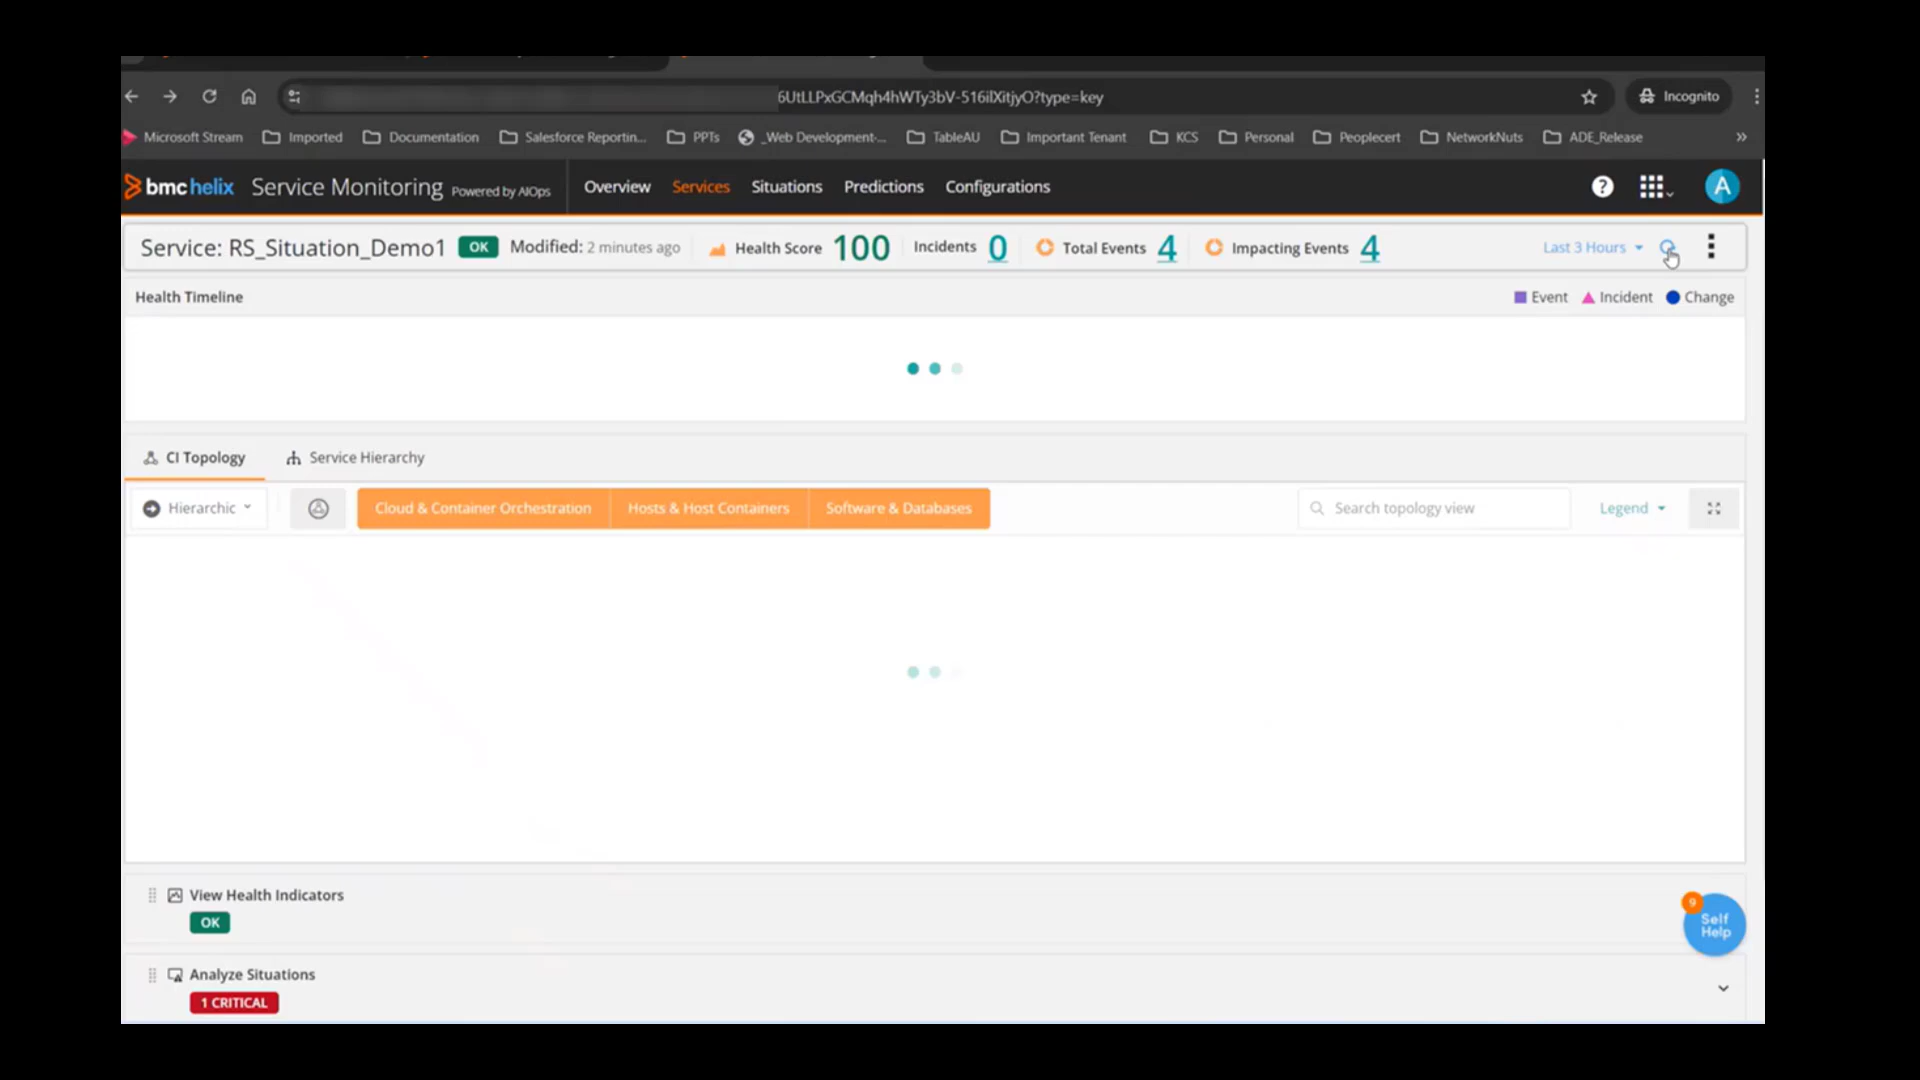 6UtLLPxGCMqh4hWTy3bV-516ilXitjyO?type=key
Incognito
Microsoft Stream Imported Documentation Salesforce Reportin... PPTs _Web Development-... TableAU Important Tenant KCS Personal Peoplecert NetworkNuts ADE_Release »
bmc helix Service Monitoring Powered by AIOps Overview Services Situations Predictions Configurations ? A
Service: RS_Situation_Demo1 OK Modified: 2 minutes ago Health Score 100 Incidents 0 Total Events 4 Impacting Events 4 Last 3 Hours
Health Timeline Event Incident Change
CI Topology Service Hierarchy
Hierarchic Cloud & Container Orchestration Hosts & Host Containers Software & Databases Search topology view Legend
View Health Indicators
OK
9
Self
Help
Analyze Situations
1 CRITICAL